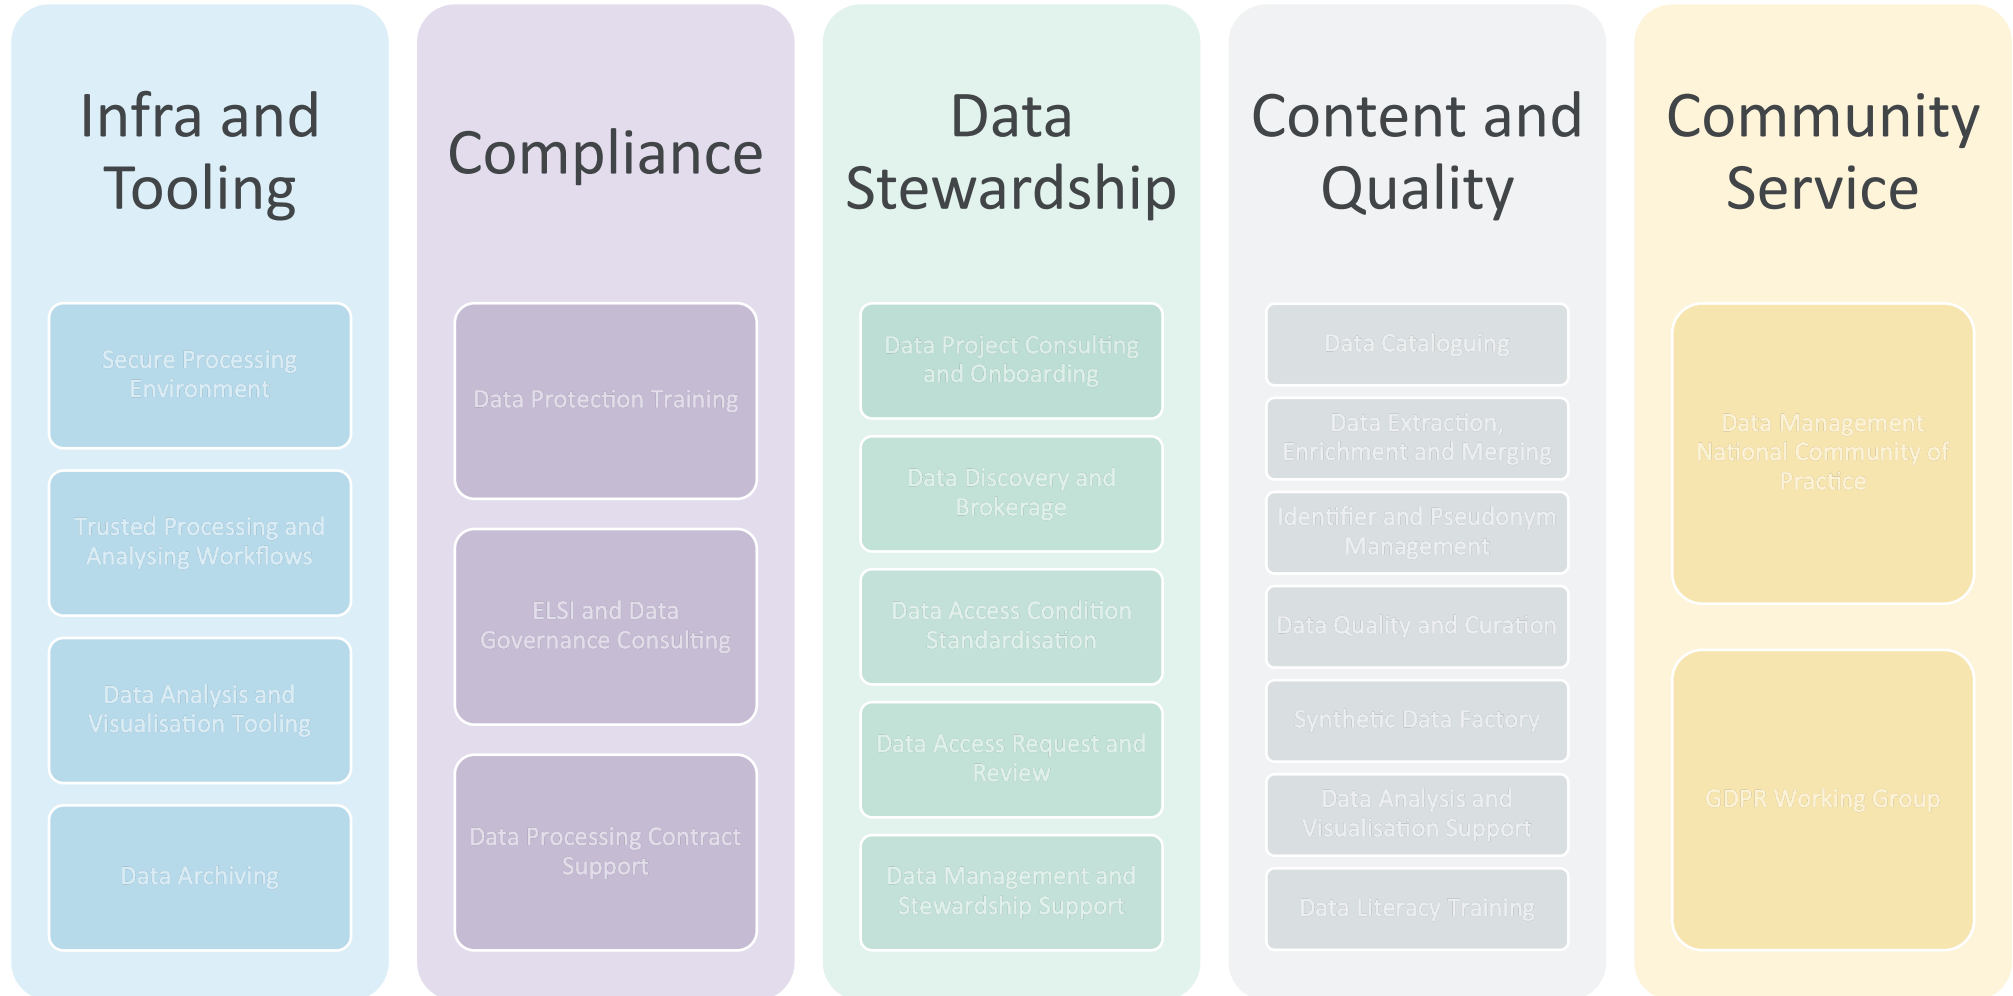 Infra and
Tooling
Secure Processing
Environment
Trusted Processing and
Analysing Workflows
Data Analysis and
Visualisation Tooling
Data Archiving
Compliance
Data Protection Training
ELSI and Data
Governance Consulting
Data Processing Contract
Support
Data
Stewardship
Data Project Consulting
and Onboarding
Data Discovery and
Brokerage
Data Access Condition
Standardisation
Data Access Request and
Review
Data Management and
Stewardship Support
Content and
Quality
Data Cataloguing
Data Extraction,
Enrichment and Merging
Identifier and Pseudonym
Management
Data Quality and Curation
Synthetic Data Factory
Data Analysis and
Visualisation Support
Data Literacy Training
Community
Service
Data Management
National Community of
Practice
GDPR Working Group